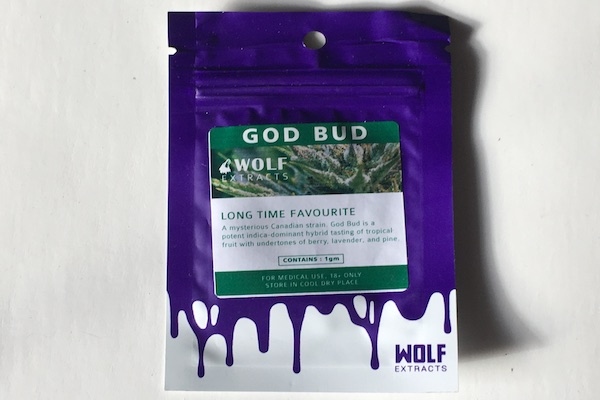 GOD BUD
WOLF
EXTRACTS
LONG TIME FAVOURITE
A mysterious Canadian strain. God Bud is a
potent indica-dominant hybrid tasting of tropical
fruit with undertones of berry, lavender, and pine.
CONTAINS : 1gm
FOR MEDICAL USE, 18+ ONLY
STORE IN COOL DRY PLACE
WOLF
EXTRACTS